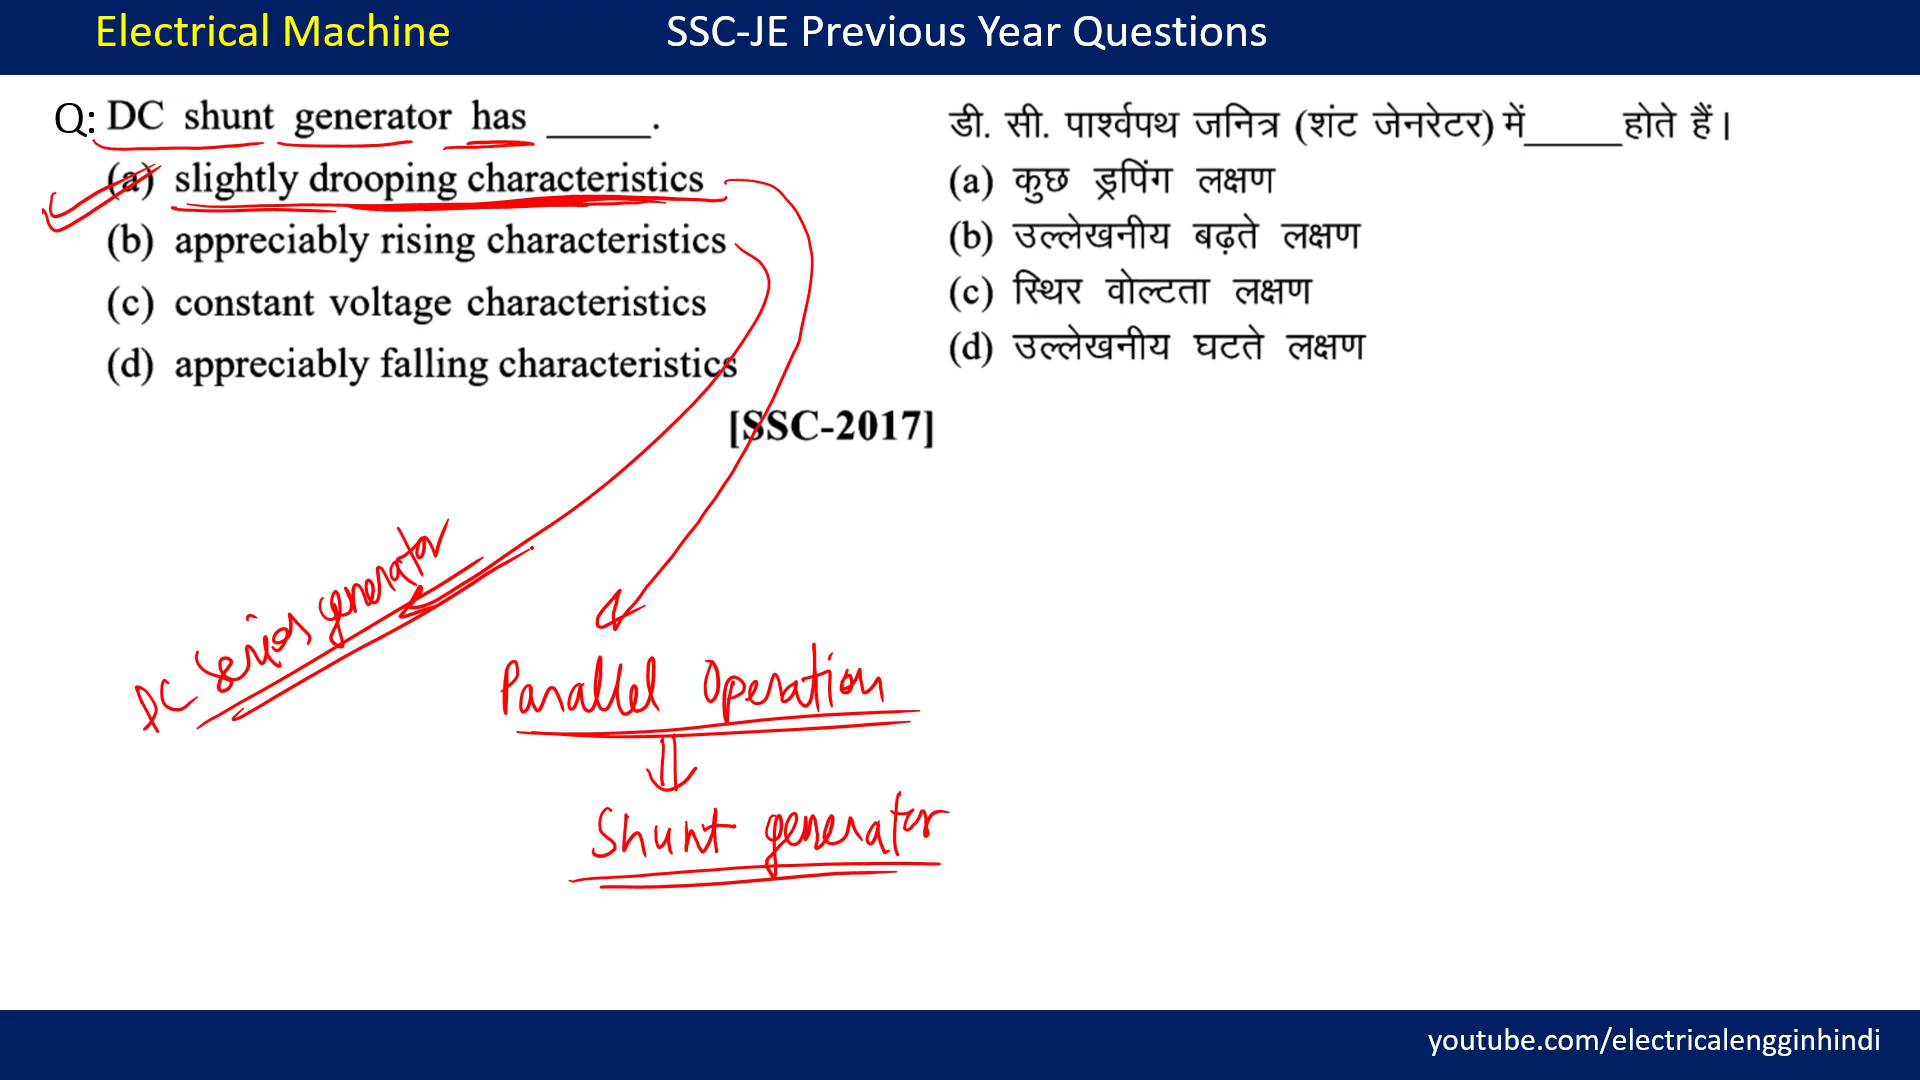 Electrical Machine
SSC-JE Previous Year Questions
Q: DC shunt generator has _____.
(a) slightly drooping characteristics
(b) appreciably rising characteristics
(c) constant voltage characteristics
(d) appreciably falling characteristics
[SSC-2017]
डी. सी. पार्श्वपथ जनित्र (शंट जेनरेटर) में_____होते हैं।
(a) कुछ ड्रपिंग लक्षण
(b) उल्लेखनीय बढ़ते लक्षण
(c) स्थिर वोल्टता लक्षण
(d) उल्लेखनीय घटते लक्षण
DC Series generator
Parallel Operation
Shunt generator
youtube.com/electricalengginhindi